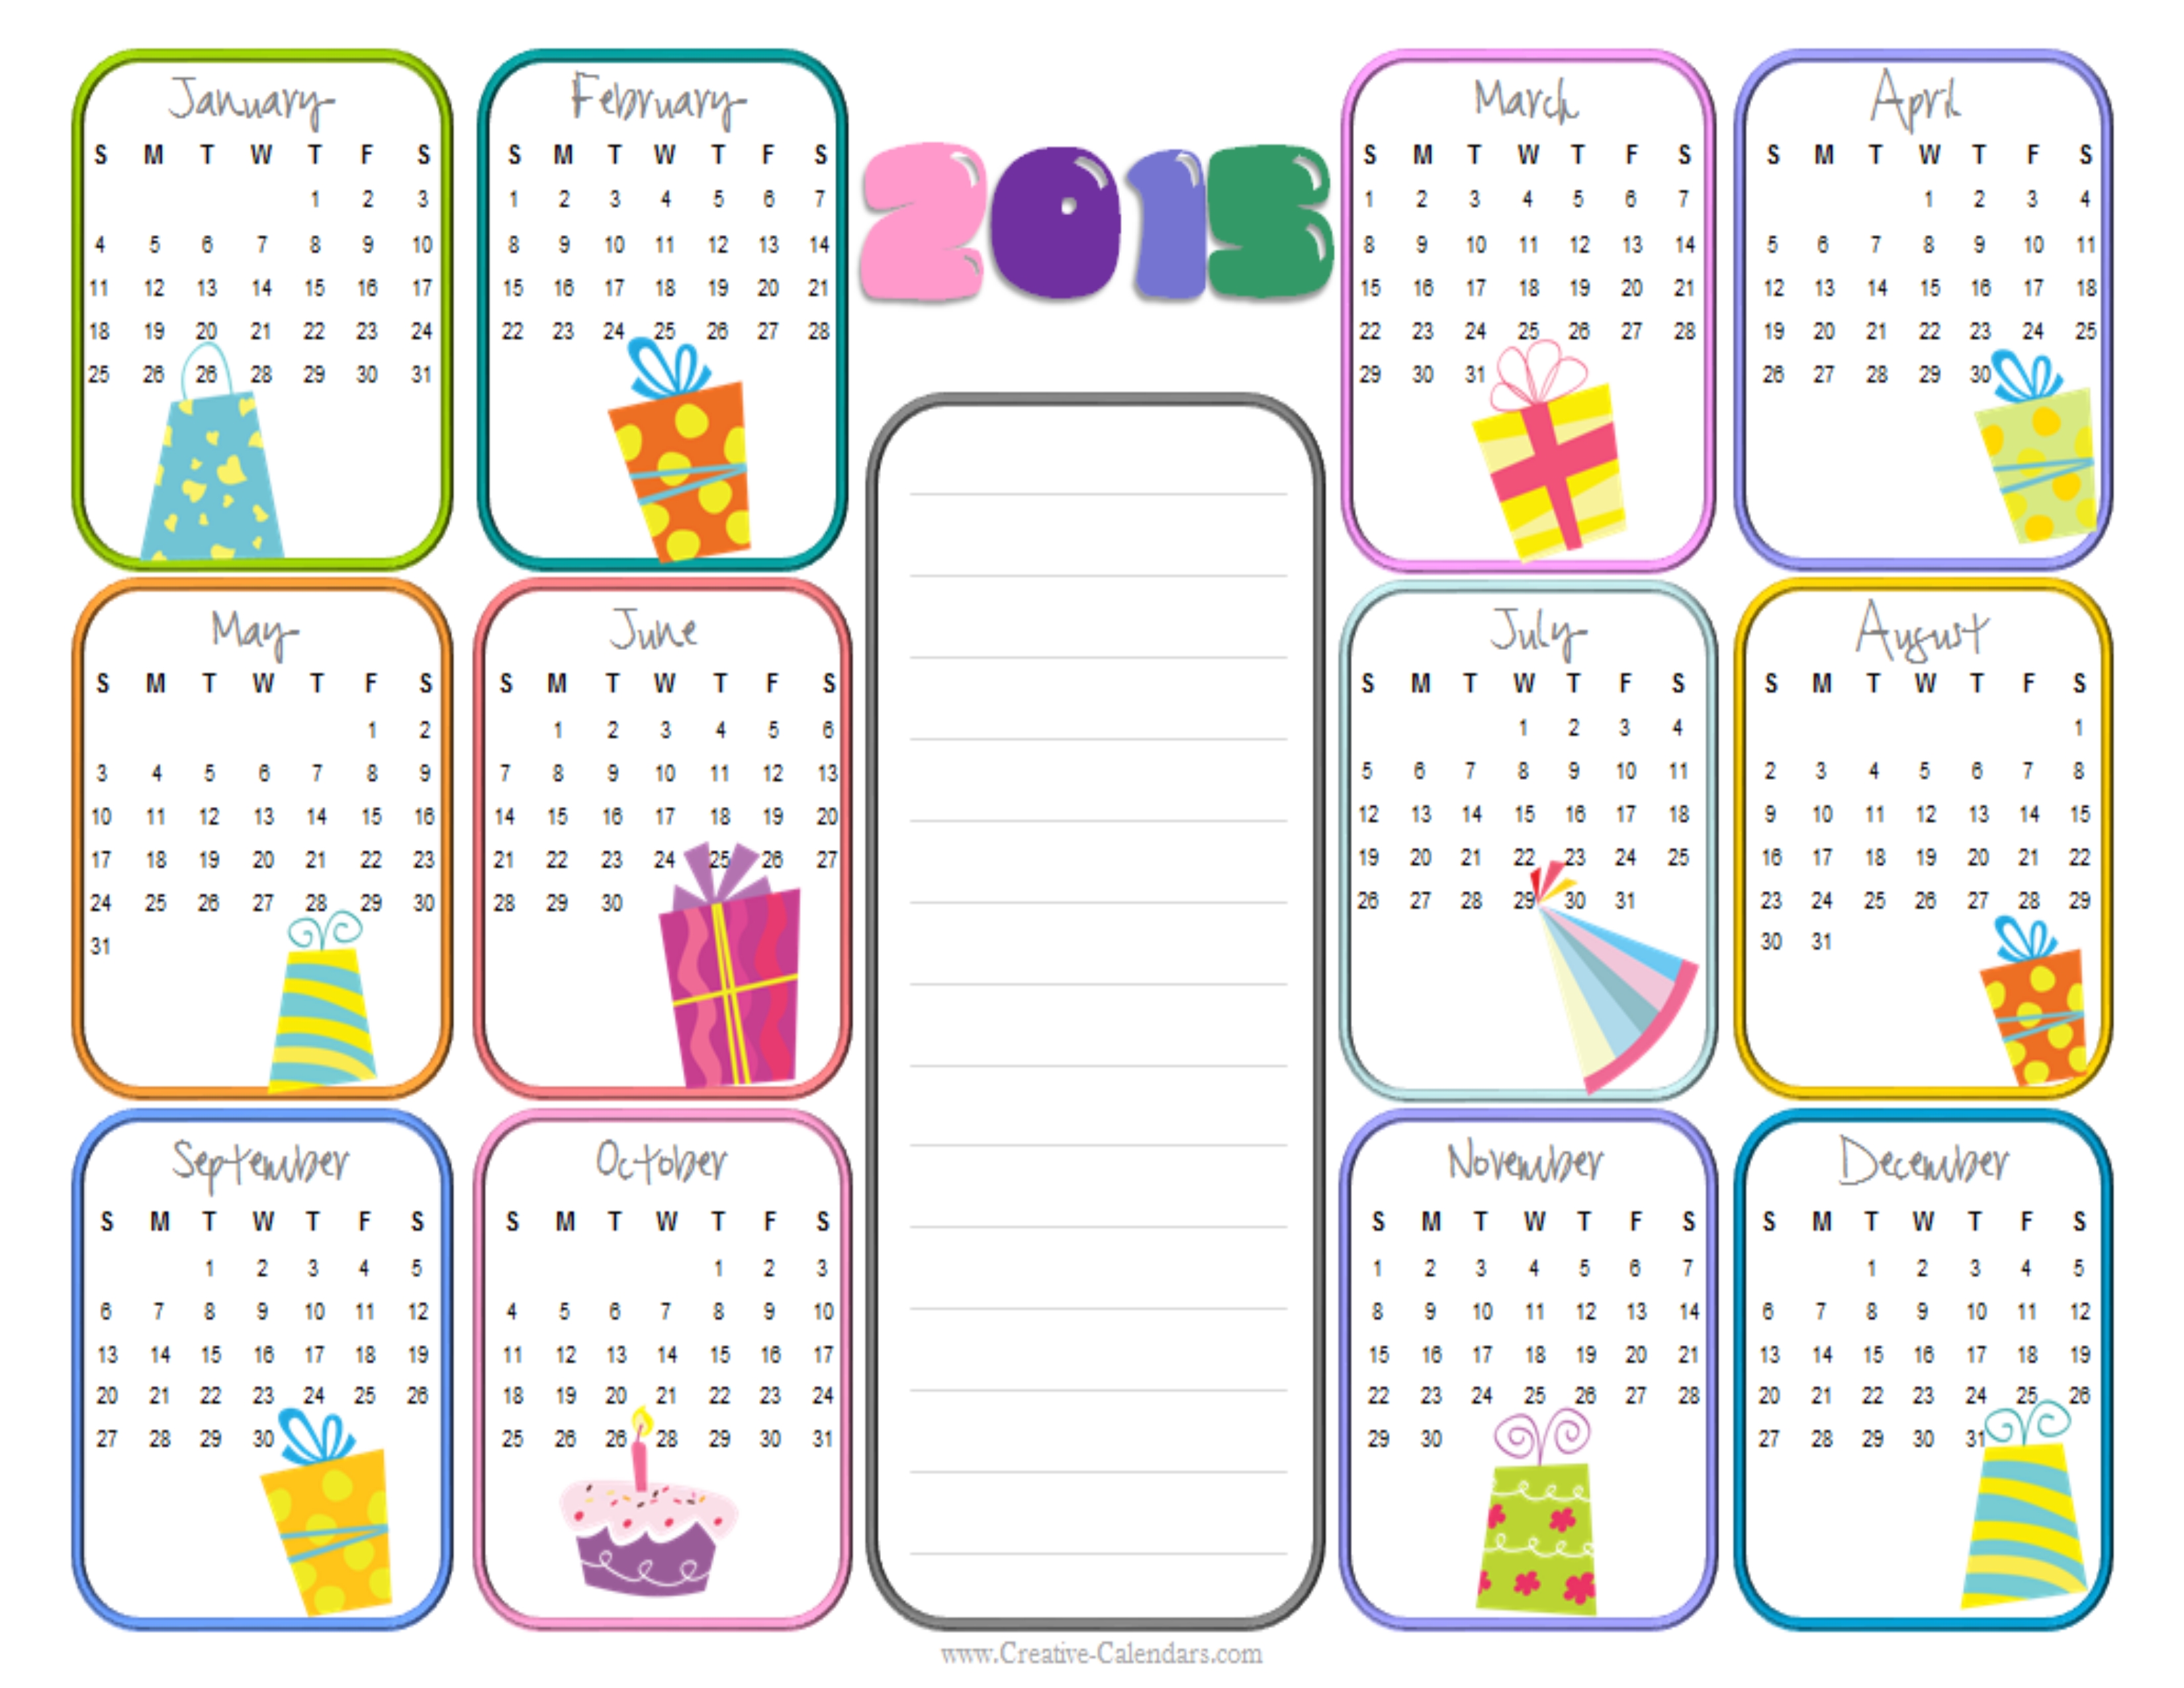 January
S M T W T F S
1 2 3
4 5 6 7 8 9 10
11 12 13 14 15 16 17
18 19 20 21 22 23 24
25 26 26 28 29 30 31
February
S M T W T F S
1 2 3 4 5 6 7
8 9 10 11 12 13 14
15 16 17 18 19 20 21
22 23 24 25 26 27 28
2015
March
S M T W T F S
1 2 3 4 5 6 7
8 9 10 11 12 13 14
15 16 17 18 19 20 21
22 23 24 25 26 27 28
29 30 31
April
S M T W T F S
1 2 3 4
5 6 7 8 9 10 11
12 13 14 15 16 17 18
19 20 21 22 23 24 25
26 27 28 29 30
May
S M T W T F S
1 2
3 4 5 6 7 8 9
10 11 12 13 14 15 16
17 18 19 20 21 22 23
24 25 26 27 28 29 30
31
June
S M T W T F S
1 2 3 4 5 6
7 8 9 10 11 12 13
14 15 16 17 18 19 20
21 22 23 24 25 26 27
28 29 30
July
S M T W T F S
1 2 3 4
5 6 7 8 9 10 11
12 13 14 15 16 17 18
19 20 21 22 23 24 25
26 27 28 29 30 31
August
S M T W T F S
1
2 3 4 5 6 7 8
9 10 11 12 13 14 15
16 17 18 19 20 21 22
23 24 25 26 27 28 29
30 31
September
S M T W T F S
1 2 3 4 5
6 7 8 9 10 11 12
13 14 15 16 17 18 19
20 21 22 23 24 25 26
27 28 29 30
October
S M T W T F S
1 2 3
4 5 6 7 8 9 10
11 12 13 14 15 16 17
18 19 20 21 22 23 24
25 26 26 28 29 30 31
November
S M T W T F S
1 2 3 4 5 6 7
8 9 10 11 12 13 14
15 16 17 18 19 20 21
22 23 24 25 26 27 28
29 30
December
S M T W T F S
1 2 3 4 5
6 7 8 9 10 11 12
13 14 15 16 17 18 19
20 21 22 23 24 25 26
27 28 29 30 31
www.Creative-Calendars.com